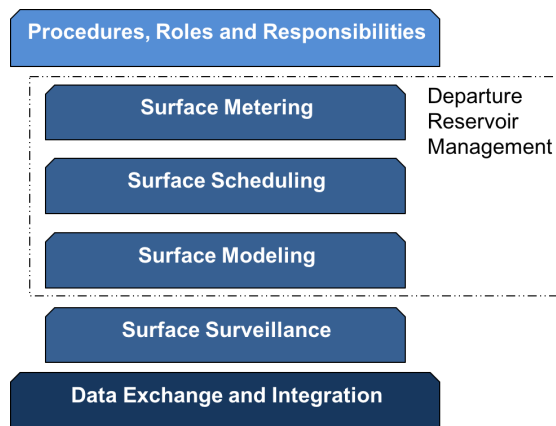 Procedures, Roles and Responsibilities
Surface Metering
Departure
Reservoir
Management
Surface Scheduling
Surface Modeling
Surface Surveillance
Data Exchange and Integration